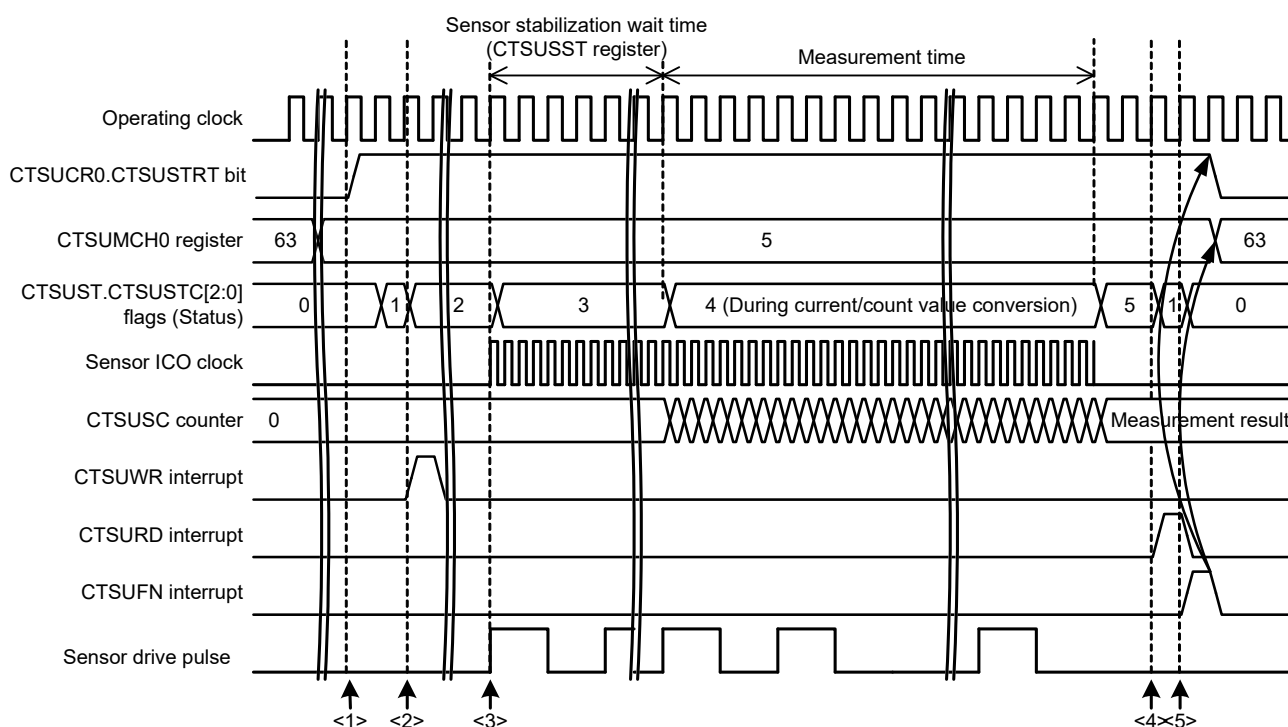 Sensor stabilization wait time
(CTSUSST register)
Measurement time
Operating clock
CTSUCR0.CTSUSTRT bit
CTSUMCH0 register
63
5
63
CTSUST.CTSUSTC[2:0]
flags (Status)
0
1
2
3
4 (During current/count value conversion)
5
1
0
Sensor ICO clock
CTSUSC counter
0
Measurement result
CTSUWR interrupt
CTSURD interrupt
CTSUFN interrupt
Sensor drive pulse
<1>
<2>
<3>
<4>
<5>